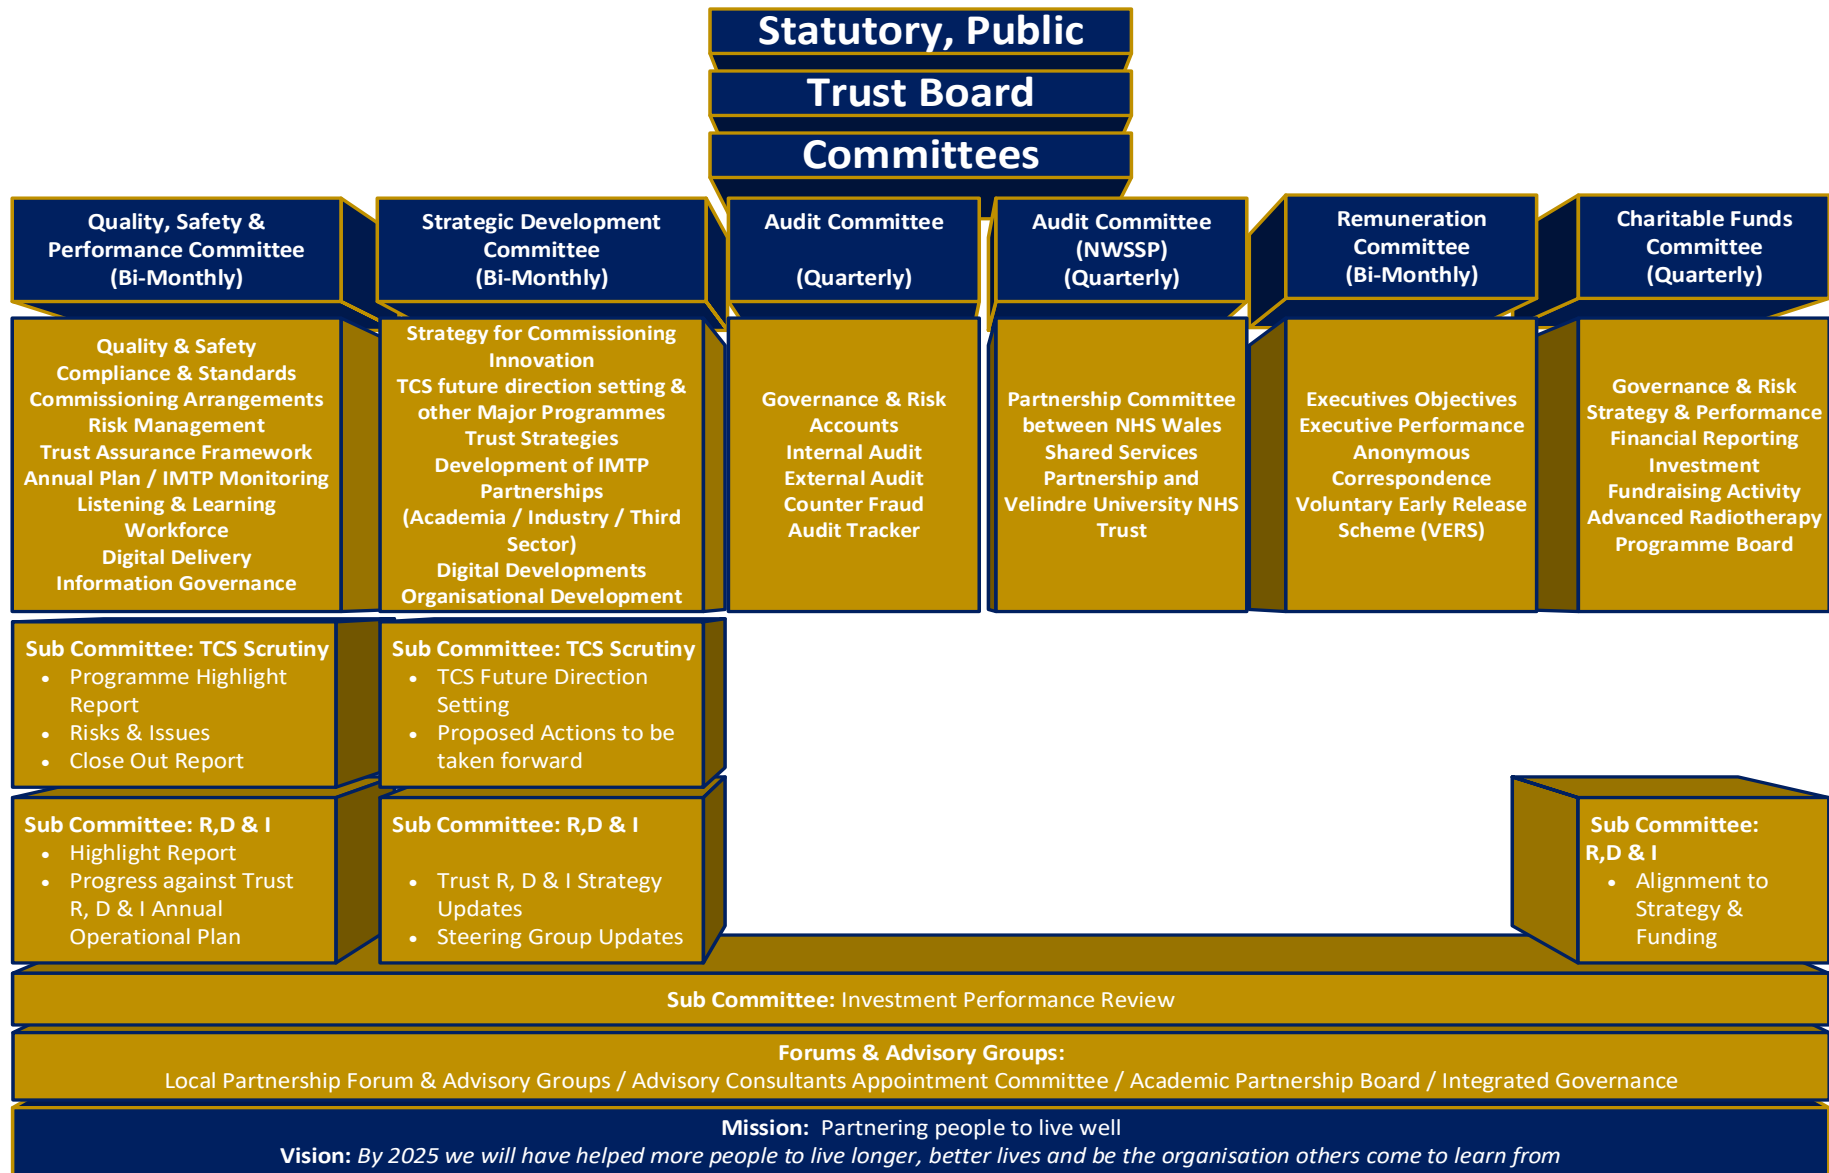 Statutory, Public
Trust Board
Committees
Quality, Safety &
Performance Committee
(Bi-Monthly)
Strategic Development
Committee
(Bi-Monthly)
Audit Committee
(Quarterly)
Audit Committee
(NWSSP)
(Quarterly)
Remuneration
Committee
(Bi-Monthly)
Charitable Funds
Committee
(Quarterly)
Quality & Safety
Compliance & Standards
Commissioning Arrangements
Risk Management
Trust Assurance Framework
Annual Plan / IMTP Monitoring
Listening & Learning
Workforce
Digital Delivery
Information Governance
Strategy for Commissioning
Innovation
TCS future direction setting &
other Major Programmes
Trust Strategies
Development of IMTP
Partnerships
(Academia / Industry / Third
Sector)
Digital Developments
Organisational Development
Governance & Risk
Accounts
Internal Audit
External Audit
Counter Fraud
Audit Tracker
Partnership Committee
between NHS Wales
Shared Services
Partnership and
Velindre University NHS
Trust
Executives Objectives
Executive Performance
Anonymous
Correspondence
Voluntary Early Release
Scheme (VERS)
Governance & Risk
Strategy & Performance
Financial Reporting
Investment
Fundraising Activity
Advanced Radiotherapy
Programme Board
Sub Committee: TCS Scrutiny
• Programme Highlight
Report
• Risks & Issues
• Close Out Report
Sub Committee: TCS Scrutiny
• TCS Future Direction
Setting
• Proposed Actions to be
taken forward
Sub Committee: R,D & I
• Highlight Report
• Progress against Trust
R, D & I Annual
Operational Plan
Sub Committee: R,D & I
• Trust R, D & I Strategy
Updates
• Steering Group Updates
Sub Committee:
R,D & I
• Alignment to
Strategy &
Funding
Sub Committee: Investment Performance Review
Forums & Advisory Groups:
Local Partnership Forum & Advisory Groups / Advisory Consultants Appointment Committee / Academic Partnership Board / Integrated Governance
Mission: Partnering people to live well
Vision: By 2025 we will have helped more people to live longer, better lives and be the organisation others come to learn from